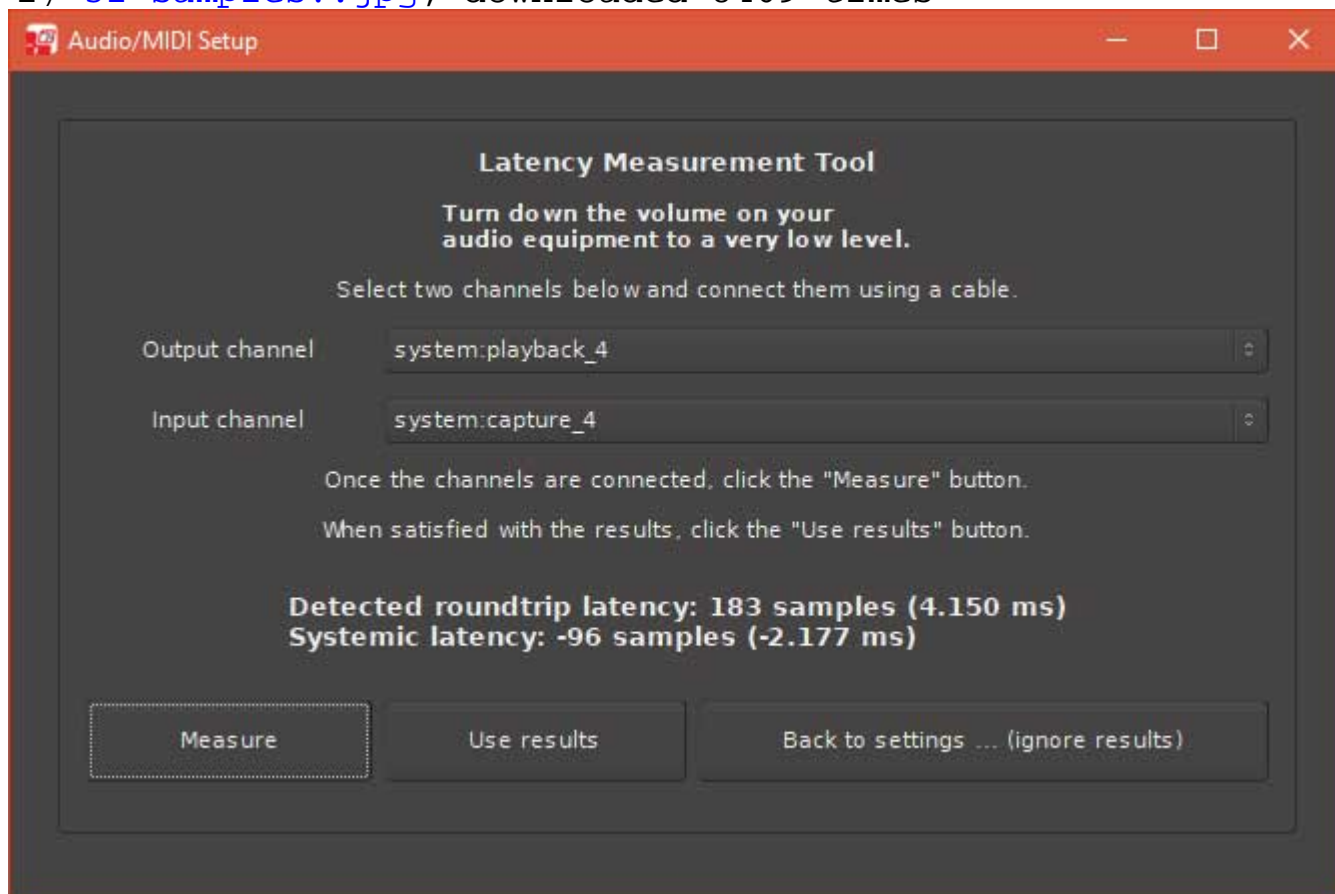 Audio/MIDI Setup
Latency Measurement Tool
Turn down the volume on your
audio equipment to a very low level.
Select two channels below and connect them using a cable.
Output channel system:playback_4
Input channel system:capture_4
Once the channels are connected, click the "Measure" button.
When satisfied with the results, click the "Use results" button.
Detected roundtrip latency: 183 samples (4.150 ms)
Systemic latency: -96 samples (-2.177 ms)
Measure Use results Back to settings ... (ignore results)